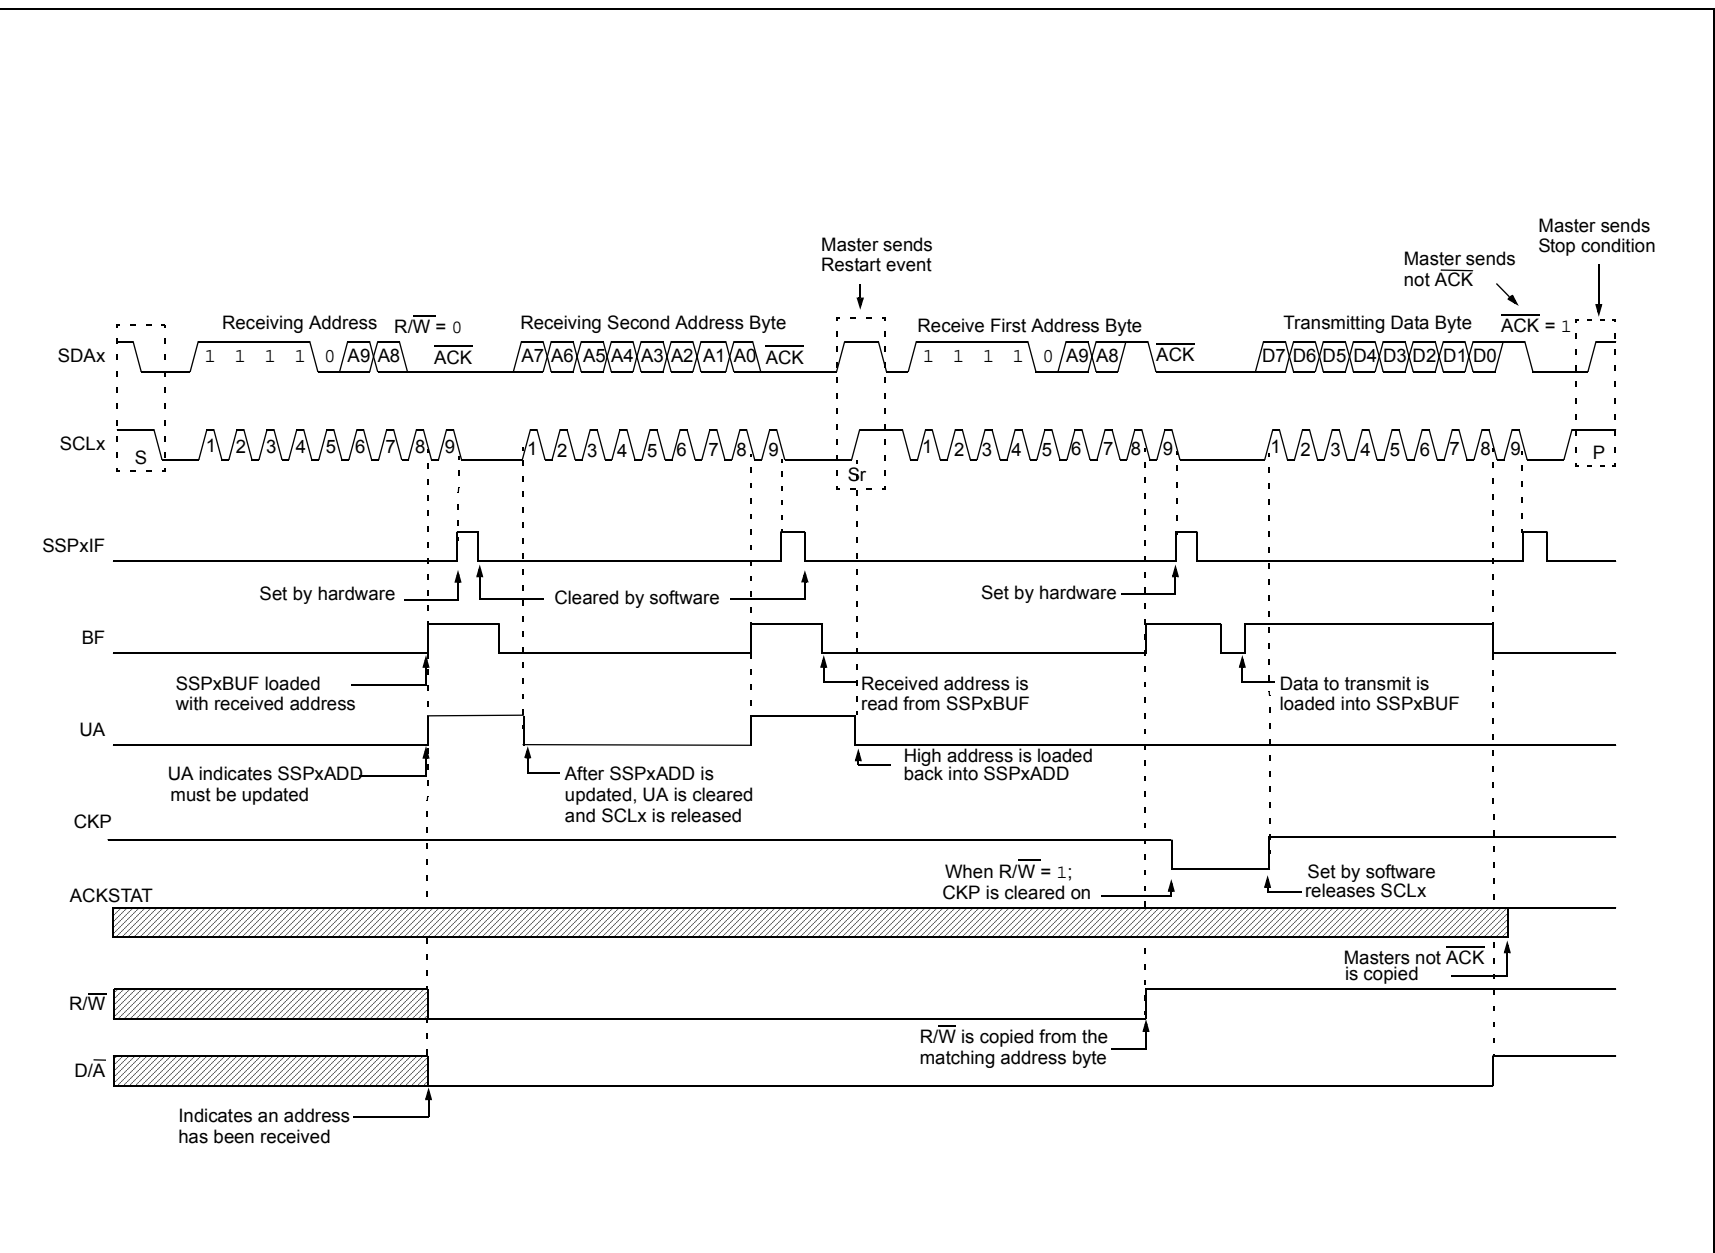 Master sends
Stop condition
Master sends
Restart event
Master sends
not ACK
Receiving Address R/W = 0
Receiving Second Address Byte
Receive First Address Byte
Transmitting Data Byte
ACK = 1
SDAx
1 1 1 1 0 A9 A8 ACK
A7 A6 A5 A4 A3 A2 A1 A0 ACK
1 1 1 1 0 A9 A8 ACK
D7 D6 D5 D4 D3 D2 D1 D0
SCLx
S
1 2 3 4 5 6 7 8 9
1 2 3 4 5 6 7 8 9
Sr
1 2 3 4 5 6 7 8 9
1 2 3 4 5 6 7 8 9
P
SSPxIF
Set by hardware
Cleared by software
Set by hardware
BF
SSPxBUF loaded
with received address
Received address is
read from SSPxBUF
Data to transmit is
loaded into SSPxBUF
UA
UA indicates SSPxADD
must be updated
After SSPxADD is
updated, UA is cleared
and SCLx is released
High address is loaded
back into SSPxADD
CKP
When R/W = 1;
CKP is cleared on
Set by software
releases SCLx
ACKSTAT
Masters not ACK
is copied
R/W
R/W is copied from the
matching address byte
D/A
Indicates an address
has been received